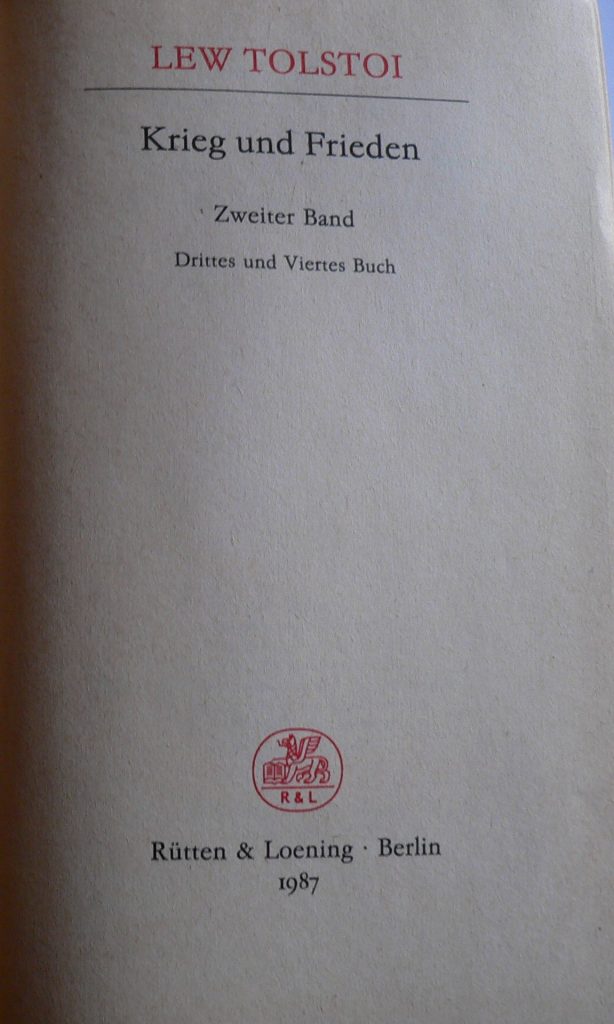 LEW TOLSTOI
Krieg und Frieden
Zweiter Band
Drittes und Viertes Buch
R & L
Rütten & Loening · Berlin
1987